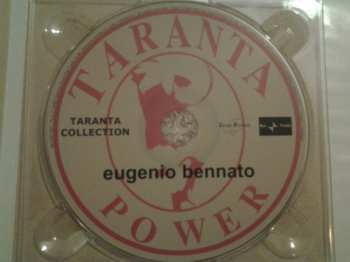 TARANTA
TARANTA
COLLECTION
eugenio bennato
POWER